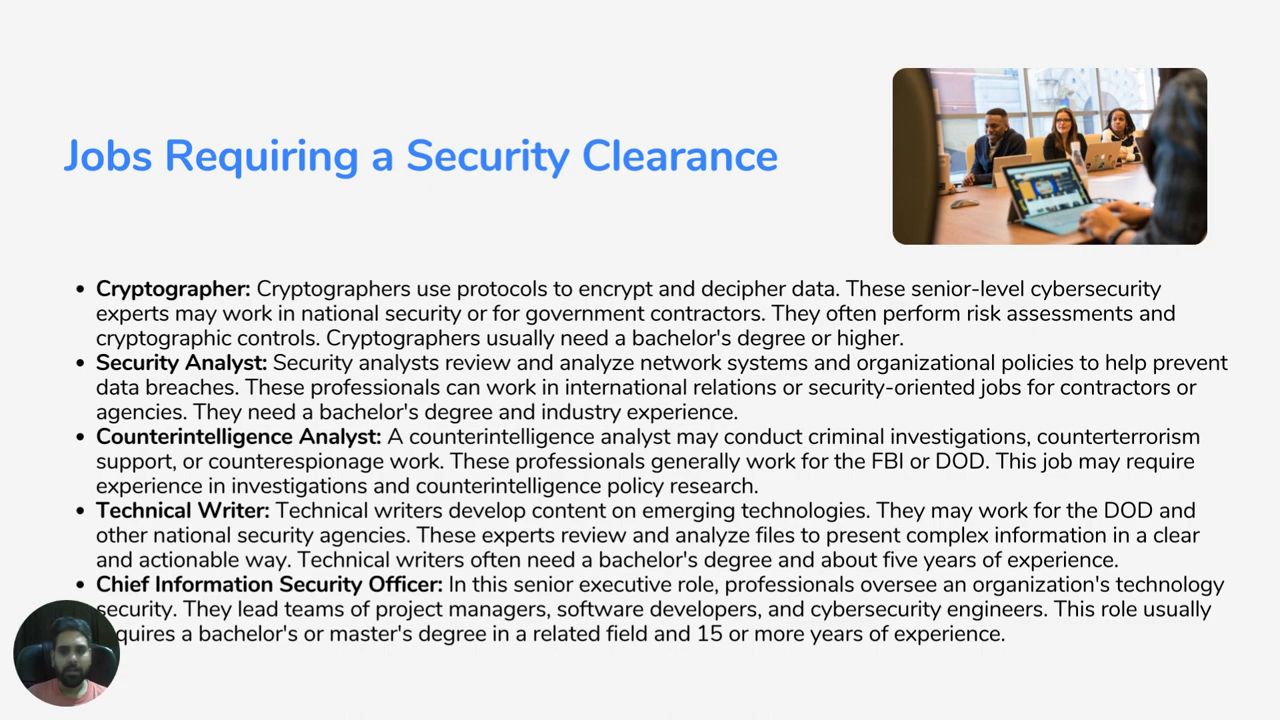 Jobs Requiring a Security Clearance
• Cryptographer: Cryptographers use protocols to encrypt and decipher data. These senior-level cybersecurity
experts may work in national security or for government contractors. They often perform risk assessments and
cryptographic controls. Cryptographers usually need a bachelor's degree or higher.
• Security Analyst: Security analysts review and analyze network systems and organizational policies to help prevent
data breaches. These professionals can work in international relations or security-oriented jobs for contractors or
agencies. They need a bachelor's degree and industry experience.
• Counterintelligence Analyst: A counterintelligence analyst may conduct criminal investigations, counterterrorism
support, or counterespionage work. These professionals generally work for the FBI or DOD. This job may require
experience in investigations and counterintelligence policy research.
• Technical Writer: Technical writers develop content on emerging technologies. They may work for the DOD and
other national security agencies. These experts review and analyze files to present complex information in a clear
and actionable way. Technical writers often need a bachelor's degree and about five years of experience.
• Chief Information Security Officer: In this senior executive role, professionals oversee an organization's technology
security. They lead teams of project managers, software developers, and cybersecurity engineers. This role usually
quires a bachelor's or master's degree in a related field and 15 or more years of experience.